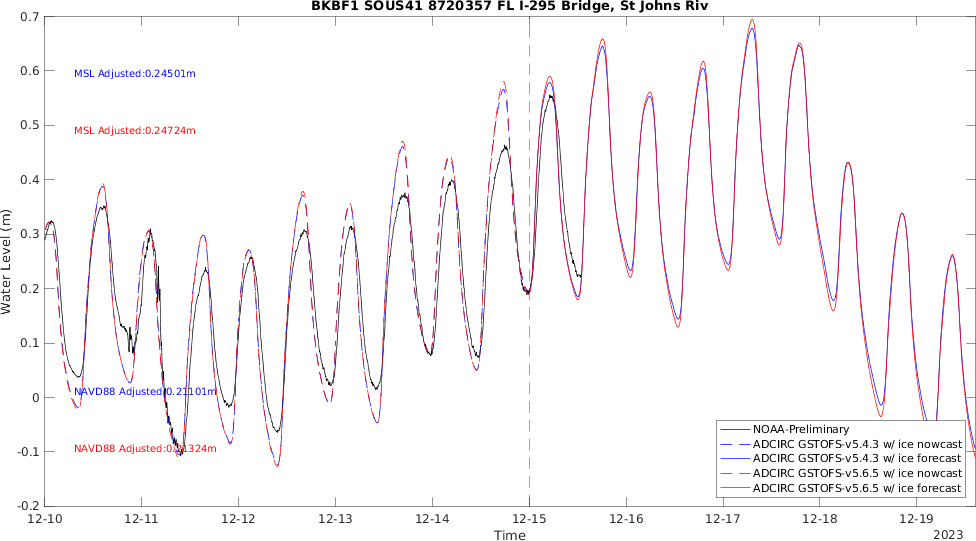 BKBF1 SOUS41 8720357 FL I-295 Bridge, St Johns Riv
0.7
0.6
0.5
0.4
0.3
0.2
0.1
0
-0.1
-0.2
Water Level (m)
MSL Adjusted:0.24501m
MSL Adjusted:0.24724m
NAVD88 Adjusted:0.21101m
NAVD88 Adjusted:0.21324m
NOAA-Preliminary
ADCIRC GSTOFS-v5.4.3 w/ ice nowcast
ADCIRC GSTOFS-v5.4.3 w/ ice forecast
ADCIRC GSTOFS-v5.6.5 w/ ice nowcast
ADCIRC GSTOFS-v5.6.5 w/ ice forecast
12-10 12-11 12-12 12-13 12-14 12-15 12-16 12-17 12-18 12-19
Time
2023